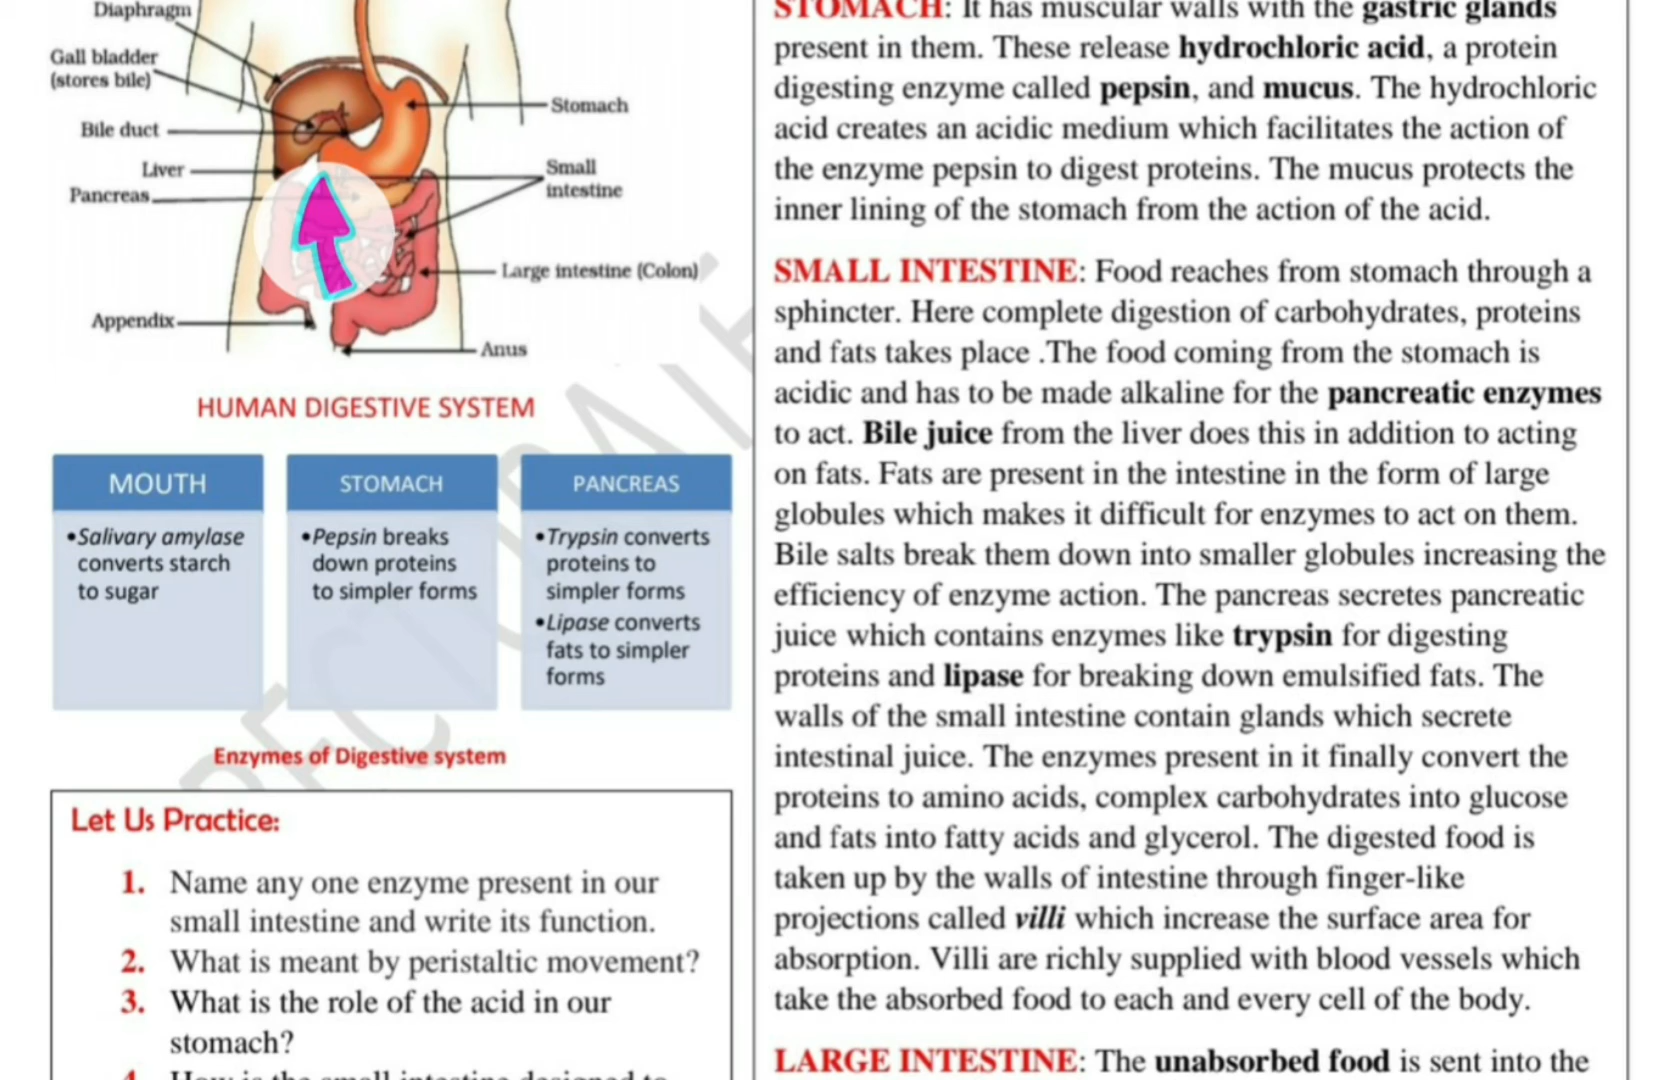 Diaphragm
Gall bladder
(stores bile)
Bile duct
Liver
Pancreas
Appendix
Stomach
Small
intestine
Large intestine (Colon)
Anus
HUMAN DIGESTIVE SYSTEM
MOUTH
•Salivary amylase
converts starch
to sugar
STOMACH
•Pepsin breaks
down proteins
to simpler forms
PANCREAS
•Trypsin converts
proteins to
simpler forms
•Lipase converts
fats to simpler
forms
Enzymes of Digestive system
Let Us Practice:
1. Name any one enzyme present in our
small intestine and write its function.
2. What is meant by peristaltic movement?
3. What is the role of the acid in our
stomach?
4. How is the small intestine designed to
STOMACH: It has muscular walls with the gastric glands
present in them. These release hydrochloric acid, a protein
digesting enzyme called pepsin, and mucus. The hydrochloric
acid creates an acidic medium which facilitates the action of
the enzyme pepsin to digest proteins. The mucus protects the
inner lining of the stomach from the action of the acid.
SMALL INTESTINE: Food reaches from stomach through a
sphincter. Here complete digestion of carbohydrates, proteins
and fats takes place .The food coming from the stomach is
acidic and has to be made alkaline for the pancreatic enzymes
to act. Bile juice from the liver does this in addition to acting
on fats. Fats are present in the intestine in the form of large
globules which makes it difficult for enzymes to act on them.
Bile salts break them down into smaller globules increasing the
efficiency of enzyme action. The pancreas secretes pancreatic
juice which contains enzymes like trypsin for digesting
proteins and lipase for breaking down emulsified fats. The
walls of the small intestine contain glands which secrete
intestinal juice. The enzymes present in it finally convert the
proteins to amino acids, complex carbohydrates into glucose
and fats into fatty acids and glycerol. The digested food is
taken up by the walls of intestine through finger-like
projections called villi which increase the surface area for
absorption. Villi are richly supplied with blood vessels which
take the absorbed food to each and every cell of the body.
LARGE INTESTINE: The unabsorbed food is sent into the